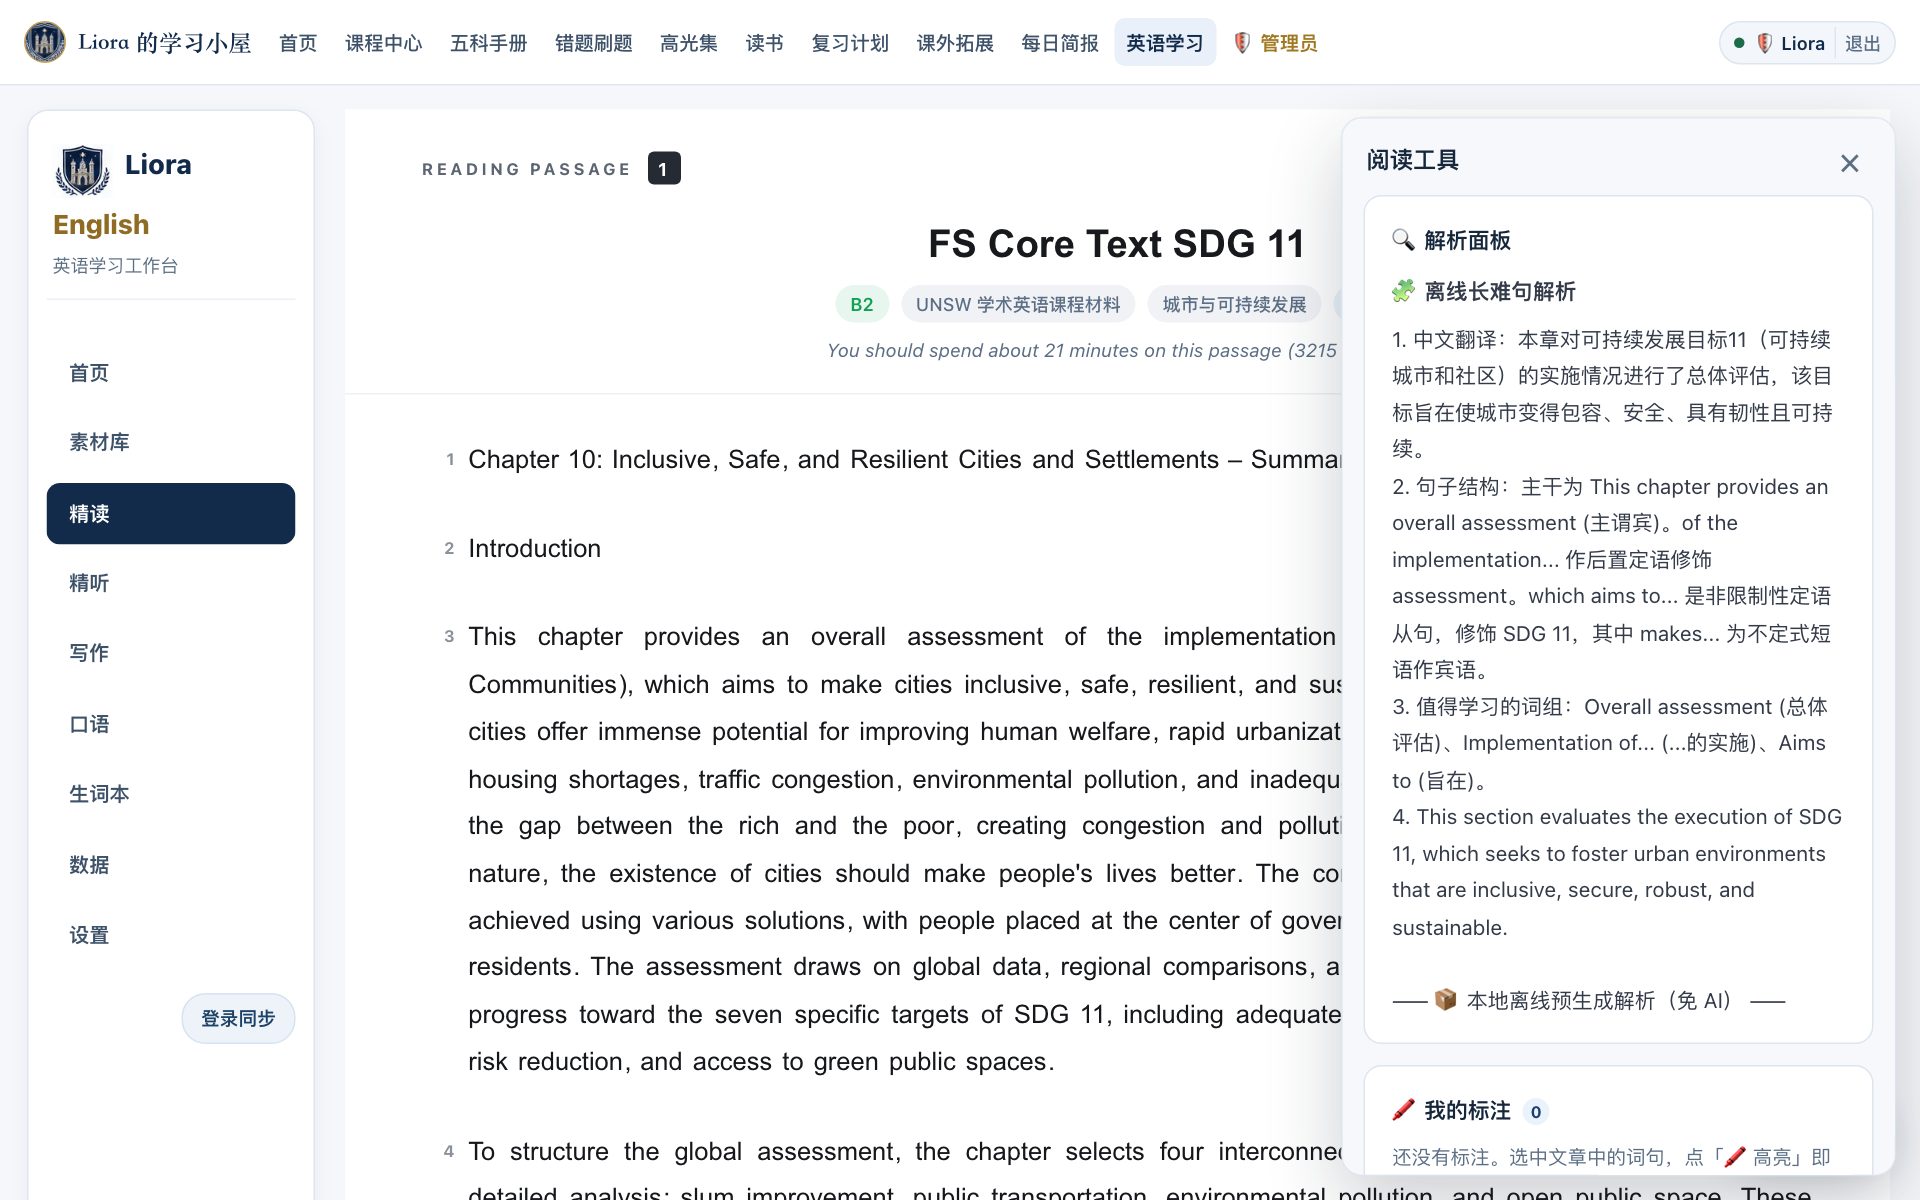 Liora 的学习小屋
首页
课程中心
五科手册
错题刷题
高光集
读书
复习计划
课外拓展
每日简报
英语学习
管理员
Liora
退出
Liora
English
英语学习工作台
首页
素材库
精读
精听
写作
口语
生词本
数据
设置
登录同步
READING PASSAGE 1
FS Core Text SDG 11
B2
UNSW 学术英语课程材料
城市与可持续发展
You should spend about 21 minutes on this passage (3215
1 Chapter 10: Inclusive, Safe, and Resilient Cities and Settlements – Summar
2 Introduction
3 This chapter provides an overall assessment of the implementation
Communities), which aims to make cities inclusive, safe, resilient, and sus
cities offer immense potential for improving human welfare, rapid urbanizat
housing shortages, traffic congestion, environmental pollution, and inadequ
the gap between the rich and the poor, creating congestion and polluti
nature, the existence of cities should make people's lives better. The co
achieved using various solutions, with people placed at the center of gover
residents. The assessment draws on global data, regional comparisons, a
progress toward the seven specific targets of SDG 11, including adequate
risk reduction, and access to green public spaces.
4 To structure the global assessment, the chapter selects four interconnec
detailed analysis: slum improvement, public transportation, environmental pollution, and open public space. These
阅读工具
解析面板
离线长难句解析
1. 中文翻译：本章对可持续发展目标11（可持续
城市和社区）的实施情况进行了总体评估，该目
标旨在使城市变得包容、安全、具有韧性且可持
续。
2. 句子结构：主干为 This chapter provides an
overall assessment (主谓宾)。of the
implementation... 作后置定语修饰
assessment。which aims to... 是非限制性定语
从句，修饰 SDG 11，其中 makes... 为不定式短
语作宾语。
3. 值得学习的词组：Overall assessment (总体
评估)、Implementation of... (...的实施)、Aims
to (旨在)。
4. This section evaluates the execution of SDG
11, which seeks to foster urban environments
that are inclusive, secure, robust, and
sustainable.
—— 本地离线预生成解析（免 AI） ——
我的标注 0
还没有标注。选中文章中的词句，点「高亮」即